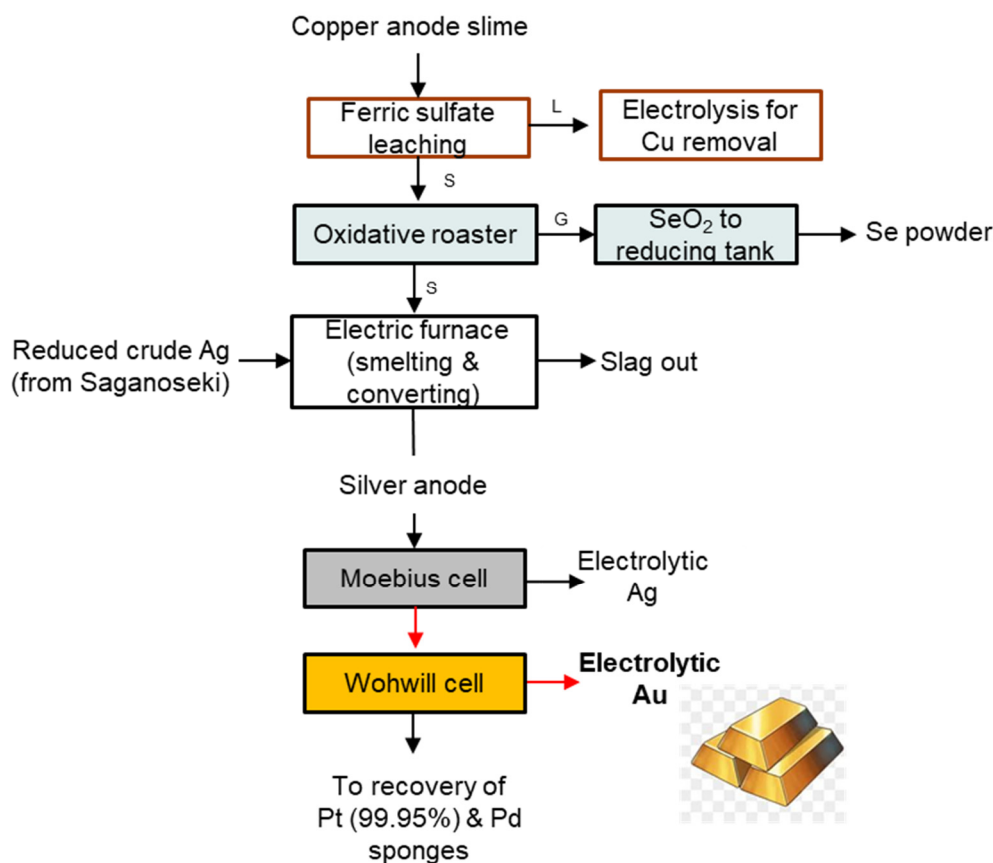 Copper anode slime
Ferric sulfate
leaching
L
Electrolysis for
Cu removal
S
Oxidative roaster
G
SeO₂ to
reducing tank
Se powder
S
Reduced crude Ag
(from Saganoseki)
Electric furnace
(smelting &
converting)
Slag out
Silver anode
Moebius cell
Electrolytic
Ag
Wohwill cell
Electrolytic
Au
To recovery of
Pt (99.95%) & Pd
sponges